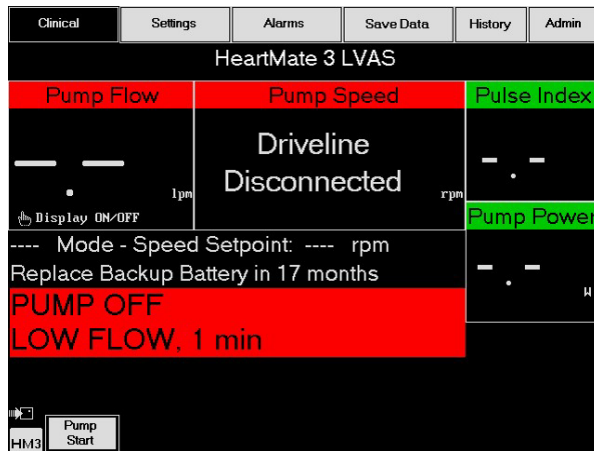 Clinical Settings Alarms Save Data History Admin
HeartMate 3 LVAS
Pump Flow Pump Speed Pulse Index
-- -- . lpm
Driveline
Disconnected rpm
- . -
Display ON/OFF
Pump Power
- . - W
---- Mode - Speed Setpoint: ---- rpm
Replace Backup Battery in 17 months
PUMP OFF
LOW FLOW, 1 min
HM3
Pump
Start